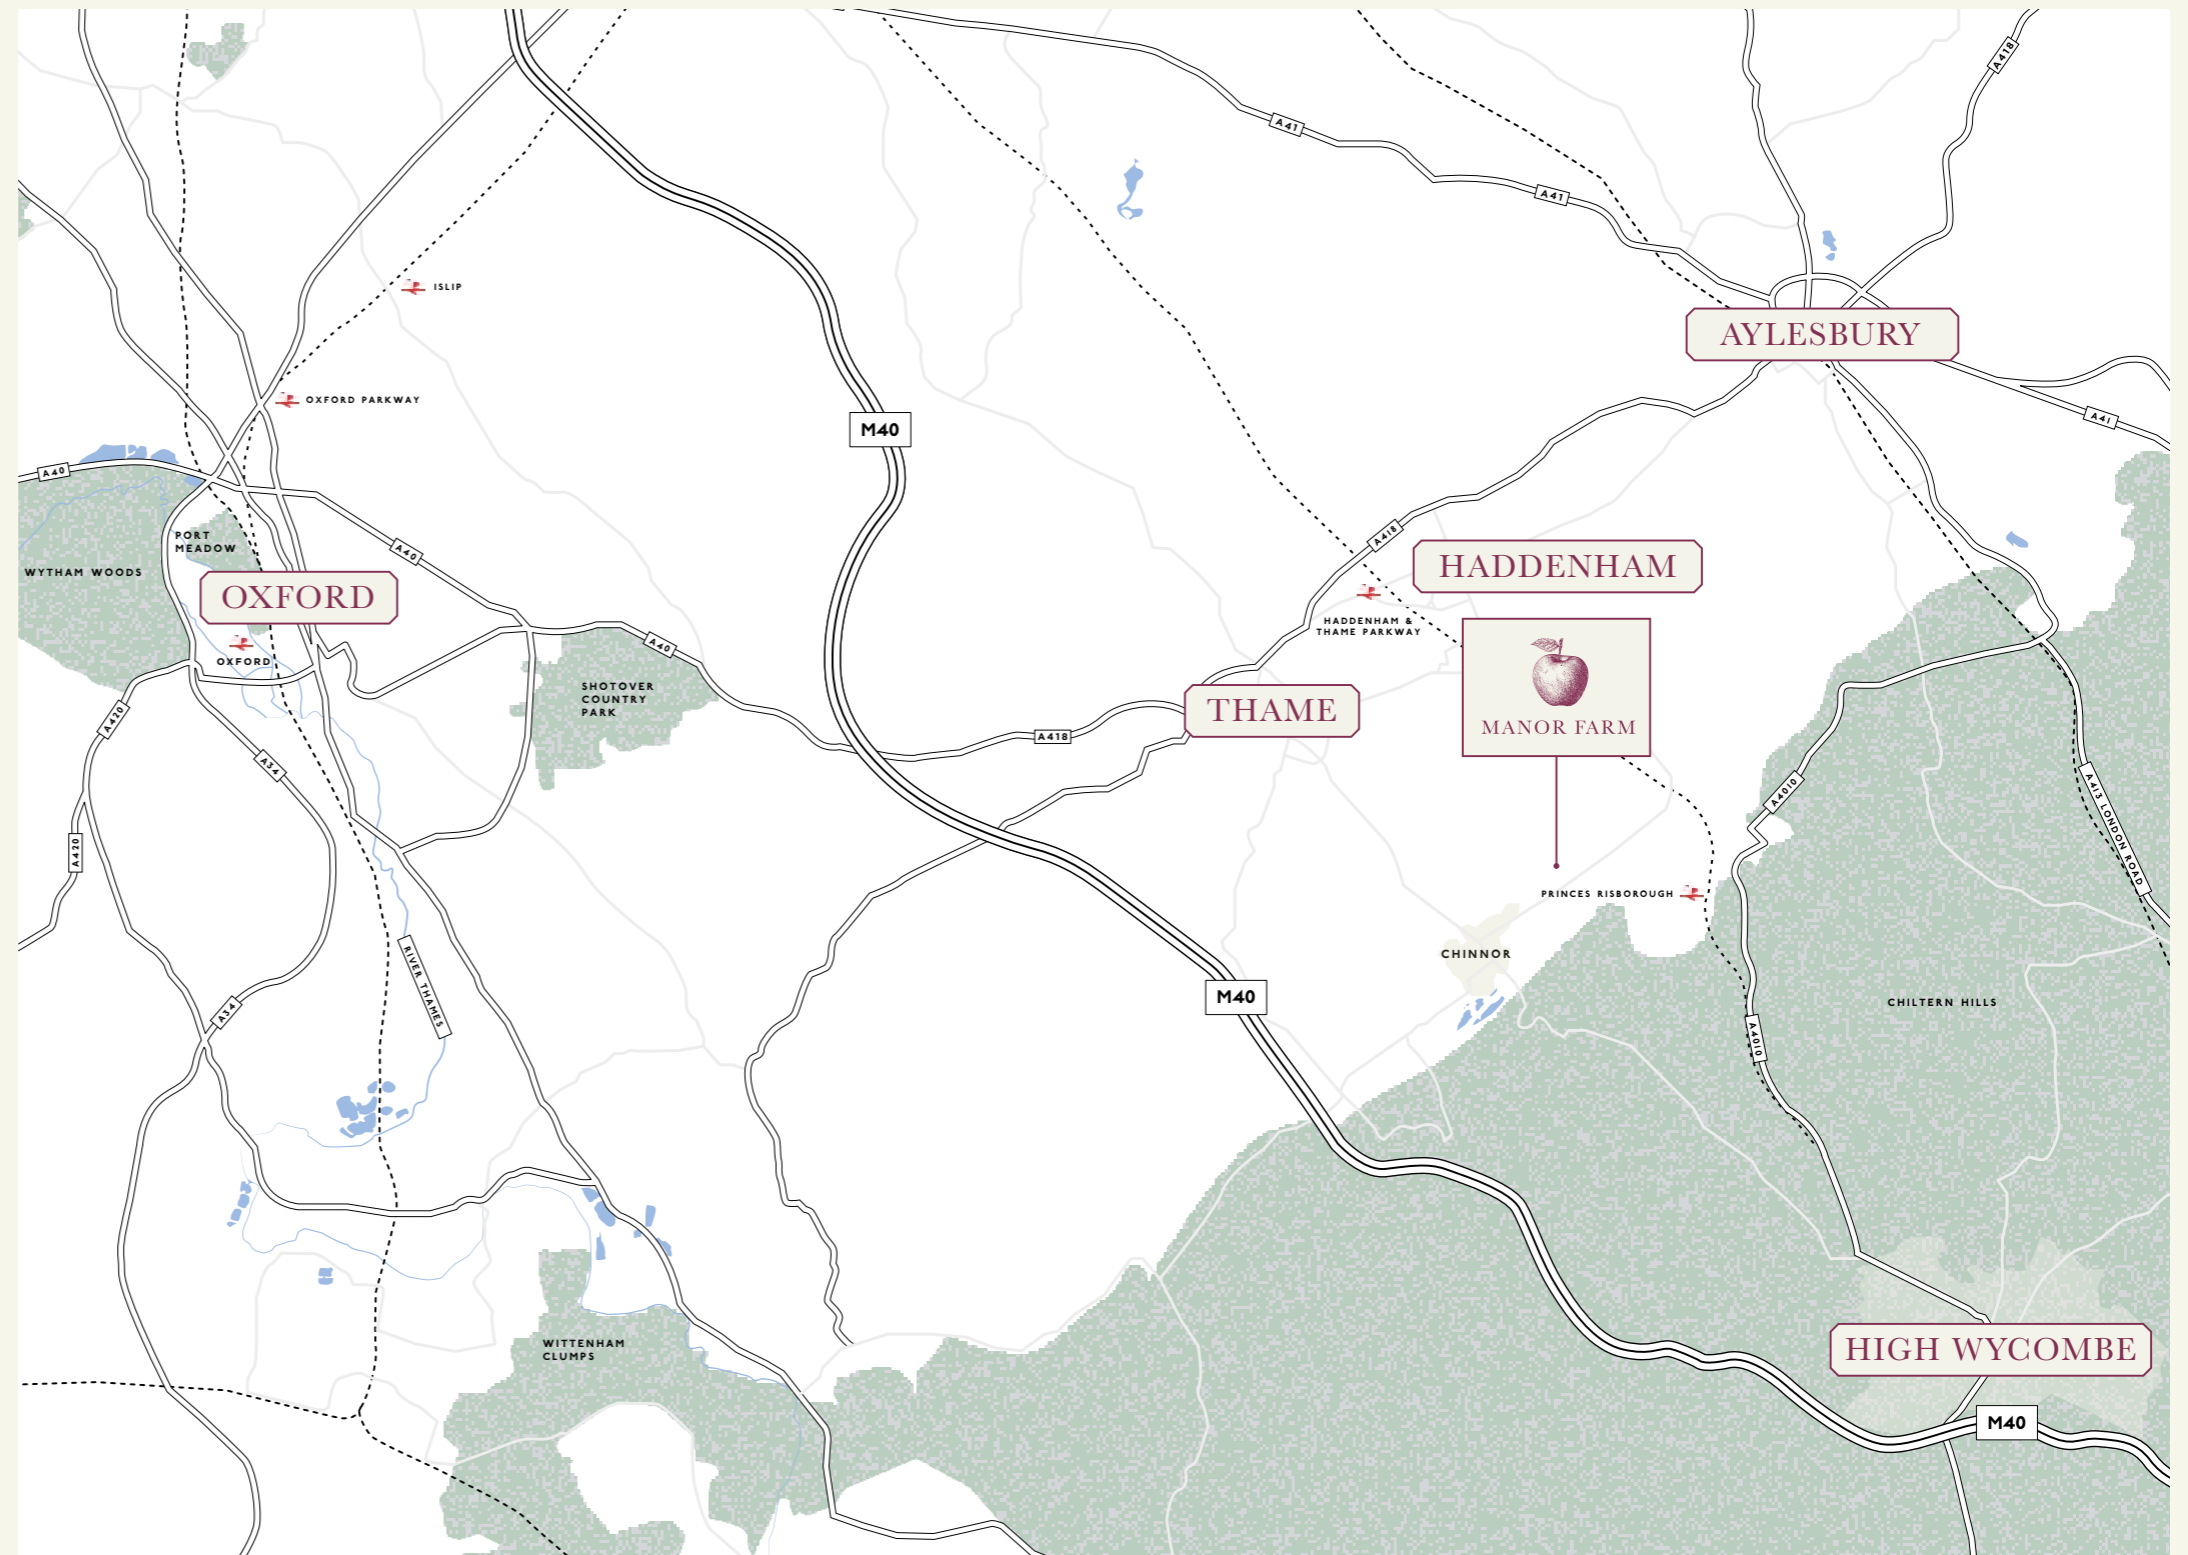 A418
A41
A41
ISLIP
AYLESBURY
OXFORD PARKWAY
A41
M40
A40
PORT
MEADOW
A40
A418
WYTHAM WOODS
HADDENHAM
OXFORD
HADDENHAM &
THAME PARKWAY
A40
OXFORD
SHOTOVER
COUNTRY
PARK
THAME
MANOR FARM
A420
A418
A34
A4010
A413 LONDON ROAD
A420
PRINCES RISBOROUGH
CHINNOR
RIVER THAMES
M40
CHILTERN HILLS
A34
A4010
WITTENHAM
CLUMPS
HIGH WYCOMBE
M40